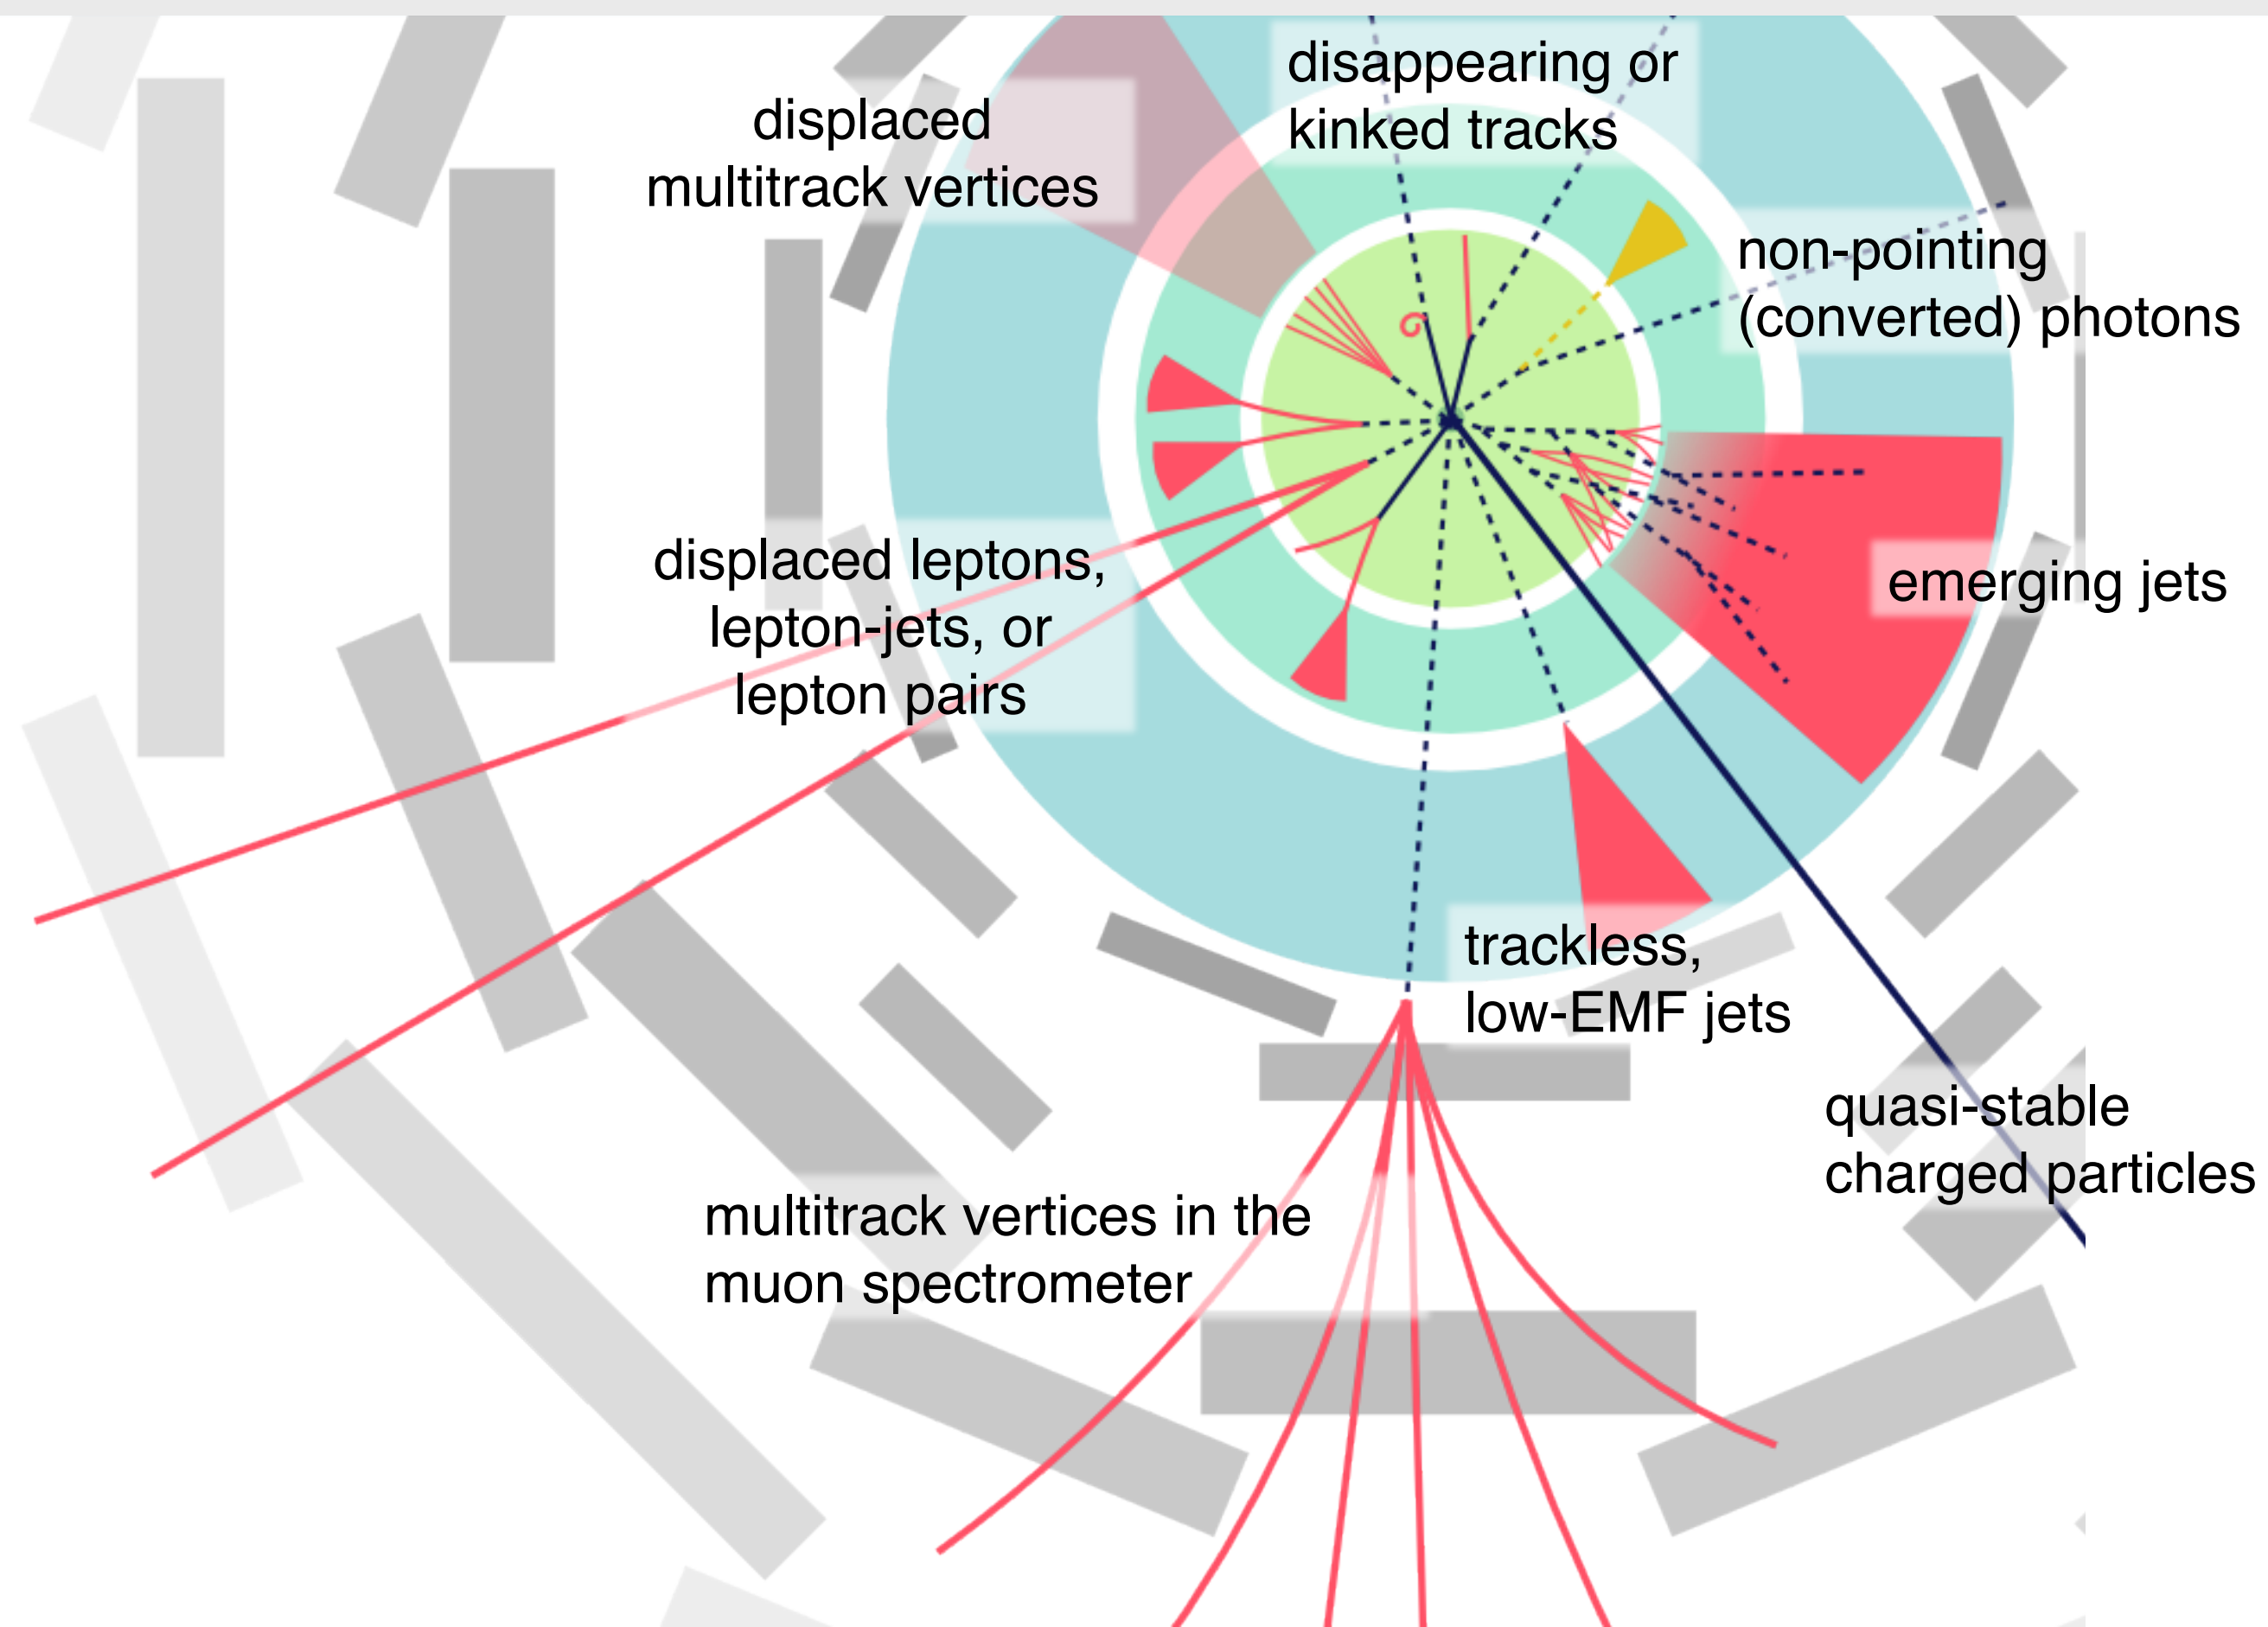 disappearing or
kinked tracks
displaced
multitrack vertices
non-pointing
(converted) photons
displaced leptons,
lepton-jets, or
lepton pairs
emerging jets
trackless,
low-EMF jets
quasi-stable
charged particles
multitrack vertices in the
muon spectrometer